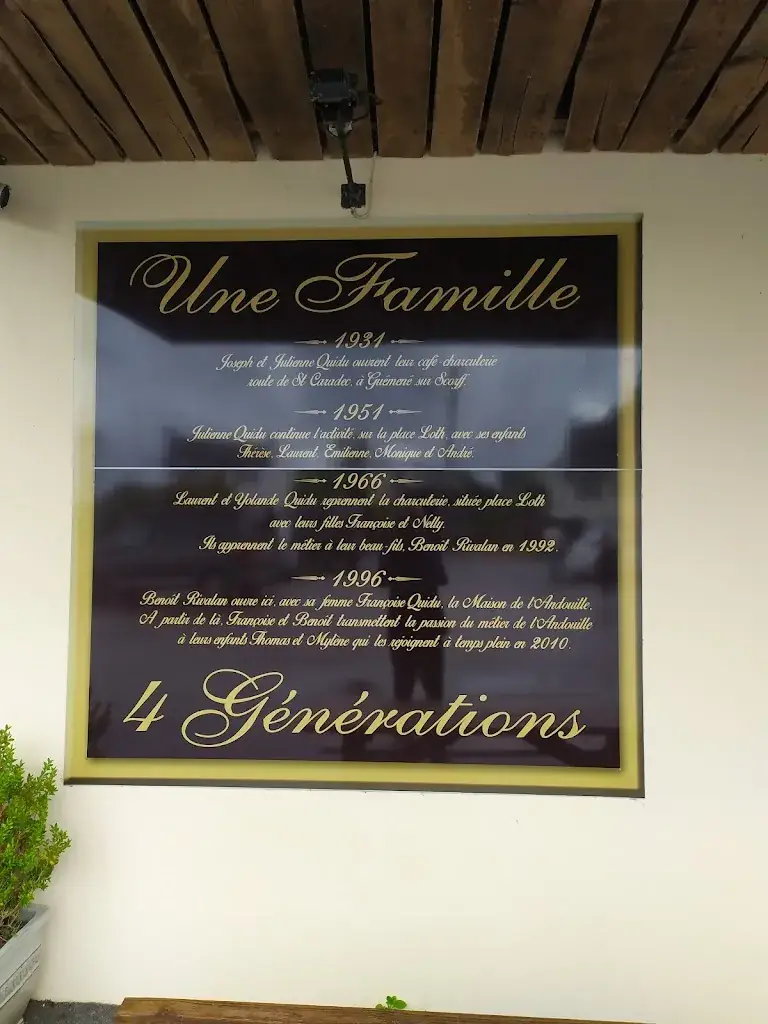 Une Famille
1931
Joseph et Julienne Quidu ouvrent leur café-charcuterie
route de St Caradec, à Guémené sur Scorff.
1951
Julienne Quidu continue l'activité, sur la place Loth, avec ses enfants
Thérèse, Laurent, Emilienne, Monique et André.
1966
Laurent et Yolande Quidu reprennent la charcuterie, située place Loth
avec leurs filles Françoise et Nelly.
Ils apprennent le métier à leur beau-fils, Benoît Rivalan en 1992.
1996
Benoît Rivalan ouvre ici, avec sa femme Françoise Quidu, la Maison de l'Andouille.
A partir de là, Françoise et Benoît transmettent la passion du métier de l'Andouille
à leurs enfants Thomas et Mylène qui les rejoignent à temps plein en 2010.
4 Générations